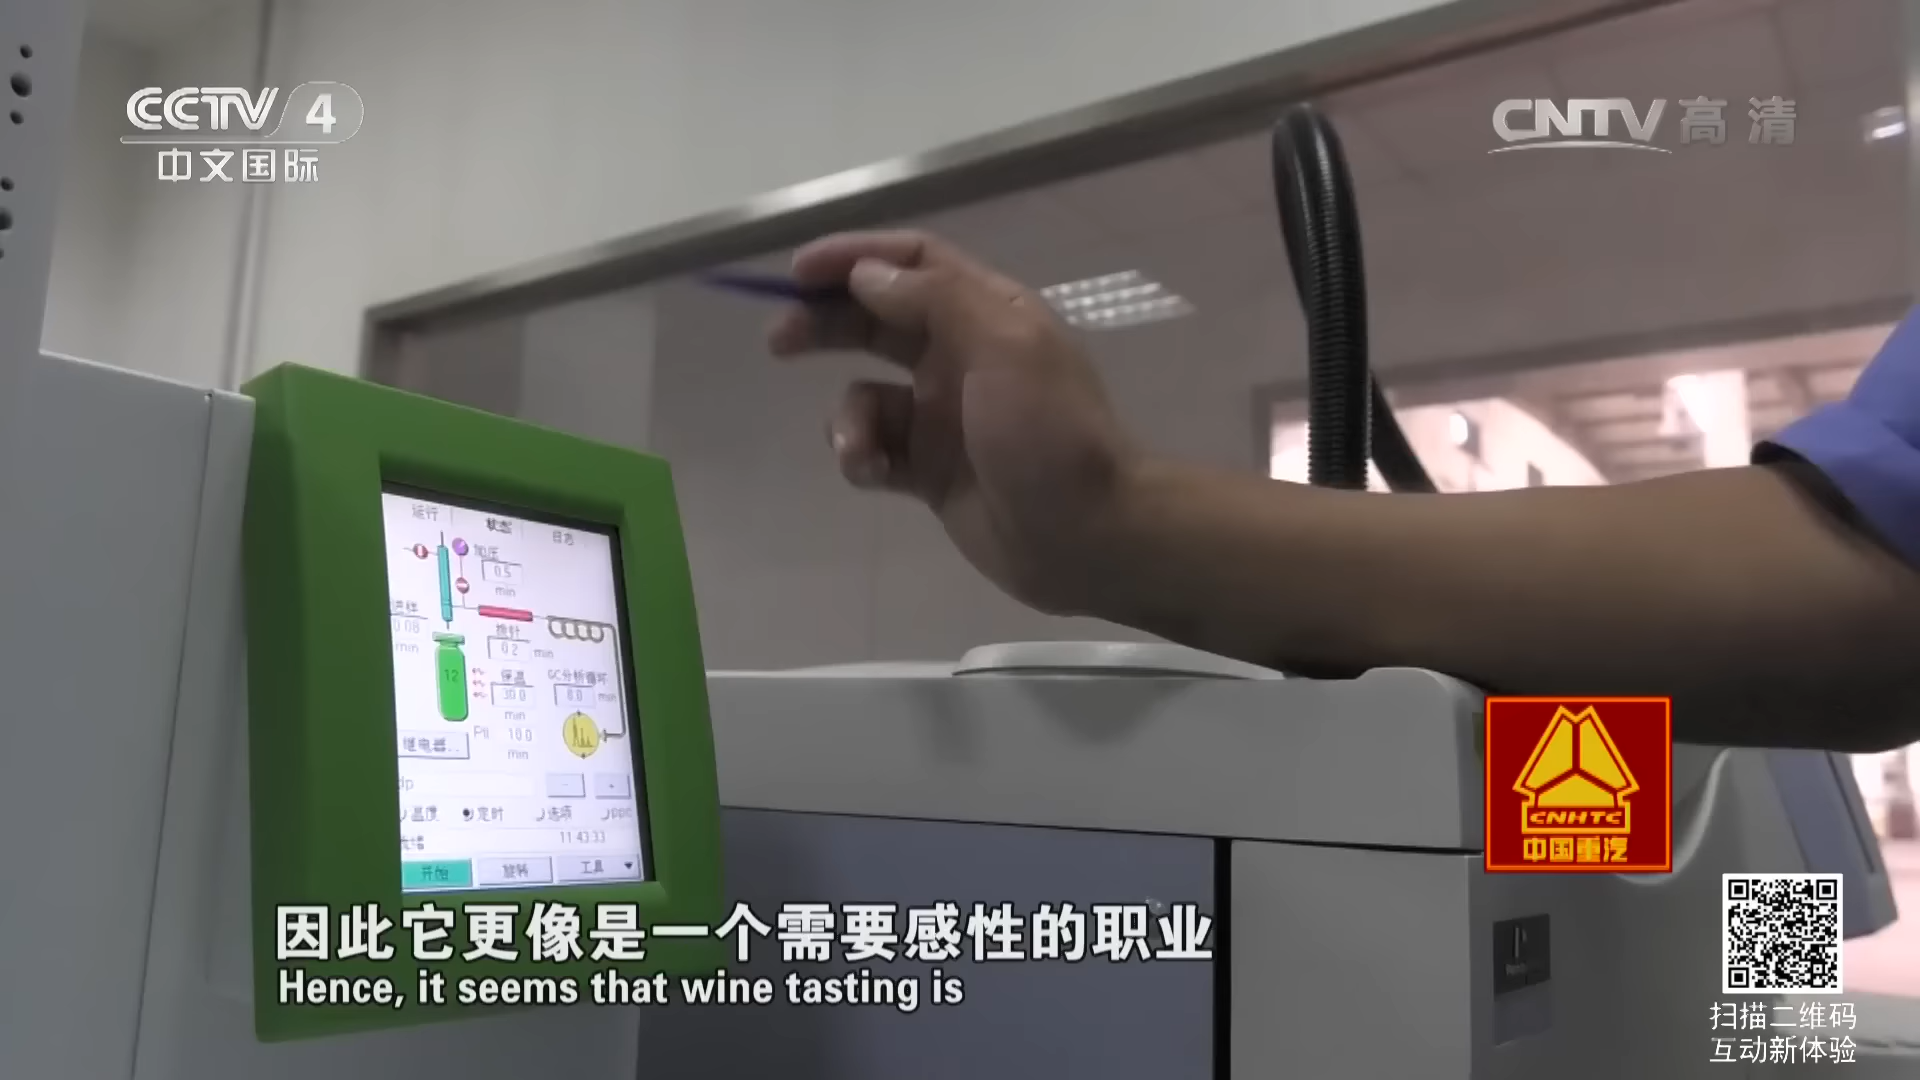 CCTV 4
中文国际
CNTV 高清
运行 状态 日志
加压
0.5
min
进样
0.08
min
拔针
0.2 min
12
保温
30.0
min
GC分析循环
8.0 min
PII 10.0
min
继电器...
温度 定时 选项 ppc
11:43:33
开始 旋转 工具
CNHTC
中国重汽
因此它更像是一个需要感性的职业
Hence, it seems that wine tasting is
扫描二维码
互动新体验